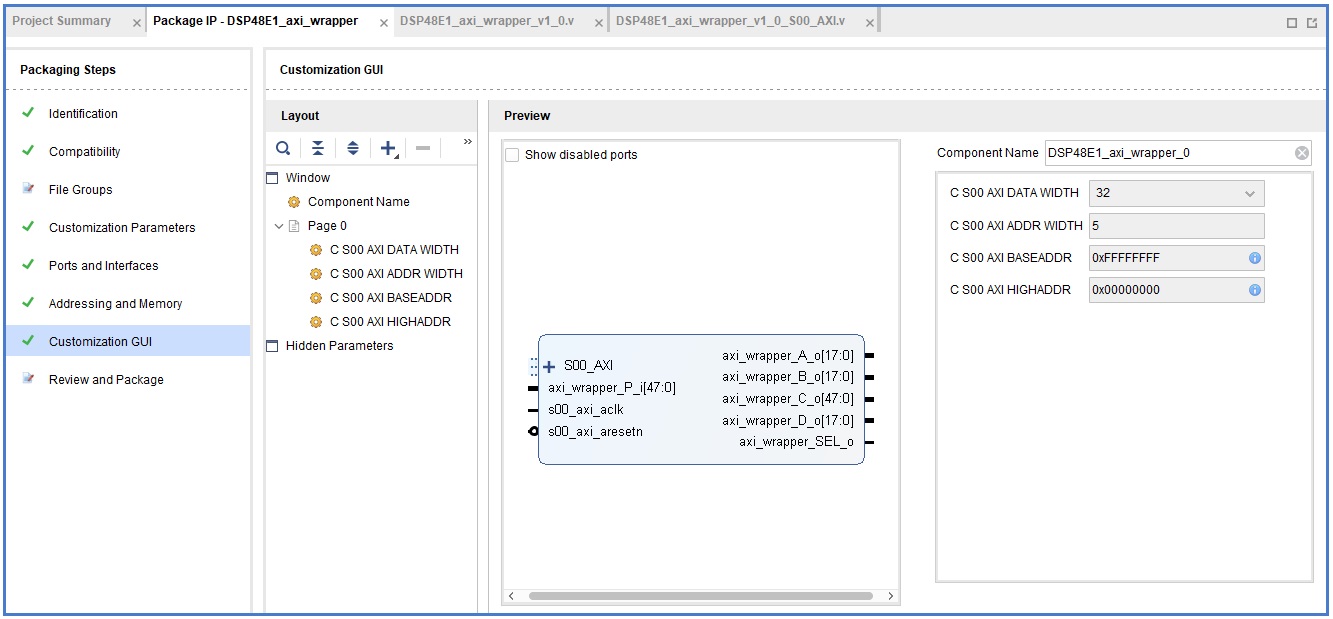 Project Summary
Package IP - DSP48E1_axi_wrapper
DSP48E1_axi_wrapper_v1_0.v
DSP48E1_axi_wrapper_v1_0_S00_AXI.v
Packaging Steps
Identification
Compatibility
File Groups
Customization Parameters
Ports and Interfaces
Addressing and Memory
Customization GUI
Review and Package
Customization GUI
Layout
»
Window
Component Name
Page 0
C S00 AXI DATA WIDTH
C S00 AXI ADDR WIDTH
C S00 AXI BASEADDR
C S00 AXI HIGHADDR
Hidden Parameters
Preview
Show disabled ports
S00_AXI
axi_wrapper_P_i[47:0]
s00_axi_aclk
s00_axi_aresetn
axi_wrapper_A_o[17:0]
axi_wrapper_B_o[17:0]
axi_wrapper_C_o[47:0]
axi_wrapper_D_o[17:0]
axi_wrapper_SEL_o
Component Name DSP48E1_axi_wrapper_0
C S00 AXI DATA WIDTH 32
C S00 AXI ADDR WIDTH 5
C S00 AXI BASEADDR 0xFFFFFFFF
C S00 AXI HIGHADDR 0x00000000